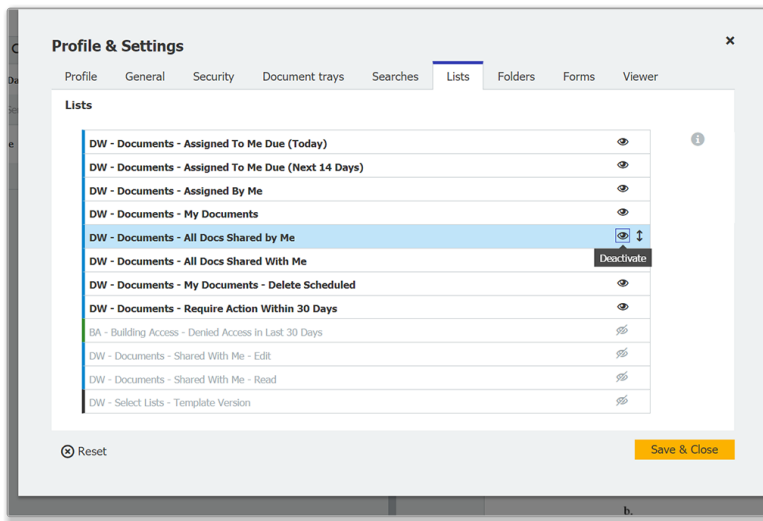 Profile & Settings
Profile General Security Document trays Searches Lists Folders Forms Viewer
Lists
DW - Documents - Assigned To Me Due (Today)
DW - Documents - Assigned To Me Due (Next 14 Days)
DW - Documents - Assigned By Me
DW - Documents - My Documents
DW - Documents - All Docs Shared by Me
Deactivate
DW - Documents - All Docs Shared With Me
DW - Documents - My Documents - Delete Scheduled
DW - Documents - Require Action Within 30 Days
BA - Building Access - Denied Access in Last 30 Days
DW - Documents - Shared With Me - Edit
DW - Documents - Shared With Me - Read
DW - Select Lists - Template Version
Reset
Save & Close
b.